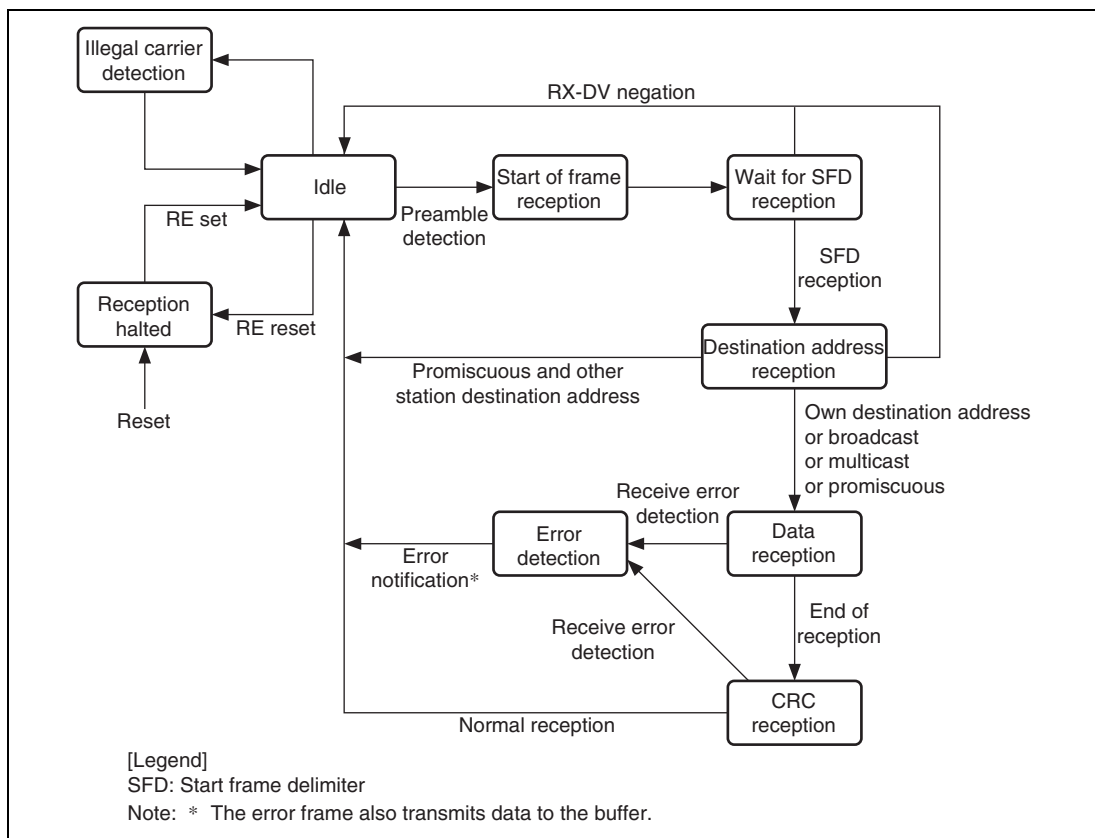 Illegal carrier
detection
RX-DV negation
Idle
Start of frame
reception
Wait for SFD
reception
Preamble
detection
RE set
SFD
reception
Reception
halted
RE reset
Destination address
reception
Promiscuous and other
station destination address
Reset
Own destination address
or broadcast
or multicast
or promiscuous
Receive error
detection
Error
detection
Data
reception
Error
notification*
End of
reception
Receive error
detection
CRC
reception
Normal reception
[Legend]
SFD: Start frame delimiter
Note: * The error frame also transmits data to the buffer.